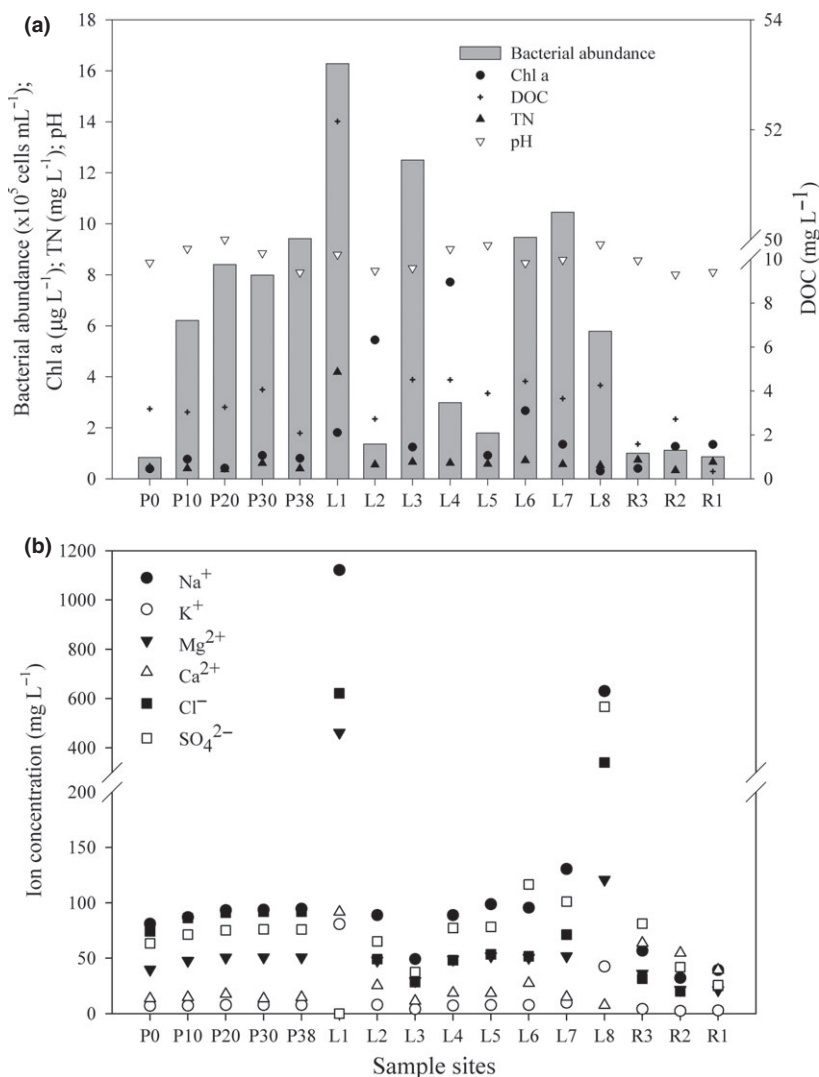 (a)
18
16
14
12
10
8
6
4
2
0
Bacterial abundance (x10⁵ cells mL⁻¹);
Chl a (µg L⁻¹); TN (mg L⁻¹); pH
Bacterial abundance
Chl a
DOC
TN
pH
54
52
50
10
8
6
4
2
0
DOC (mg L⁻¹)
P0 P10 P20 P30 P38 L1 L2 L3 L4 L5 L6 L7 L8 R3 R2 R1
(b)
1200
1000
800
600
400
200
150
100
50
0
Ion concentration (mg L⁻¹)
Na⁺
K⁺
Mg²⁺
Ca²⁺
Cl⁻
SO₄²⁻
P0 P10 P20 P30 P38 L1 L2 L3 L4 L5 L6 L7 L8 R3 R2 R1
Sample sites